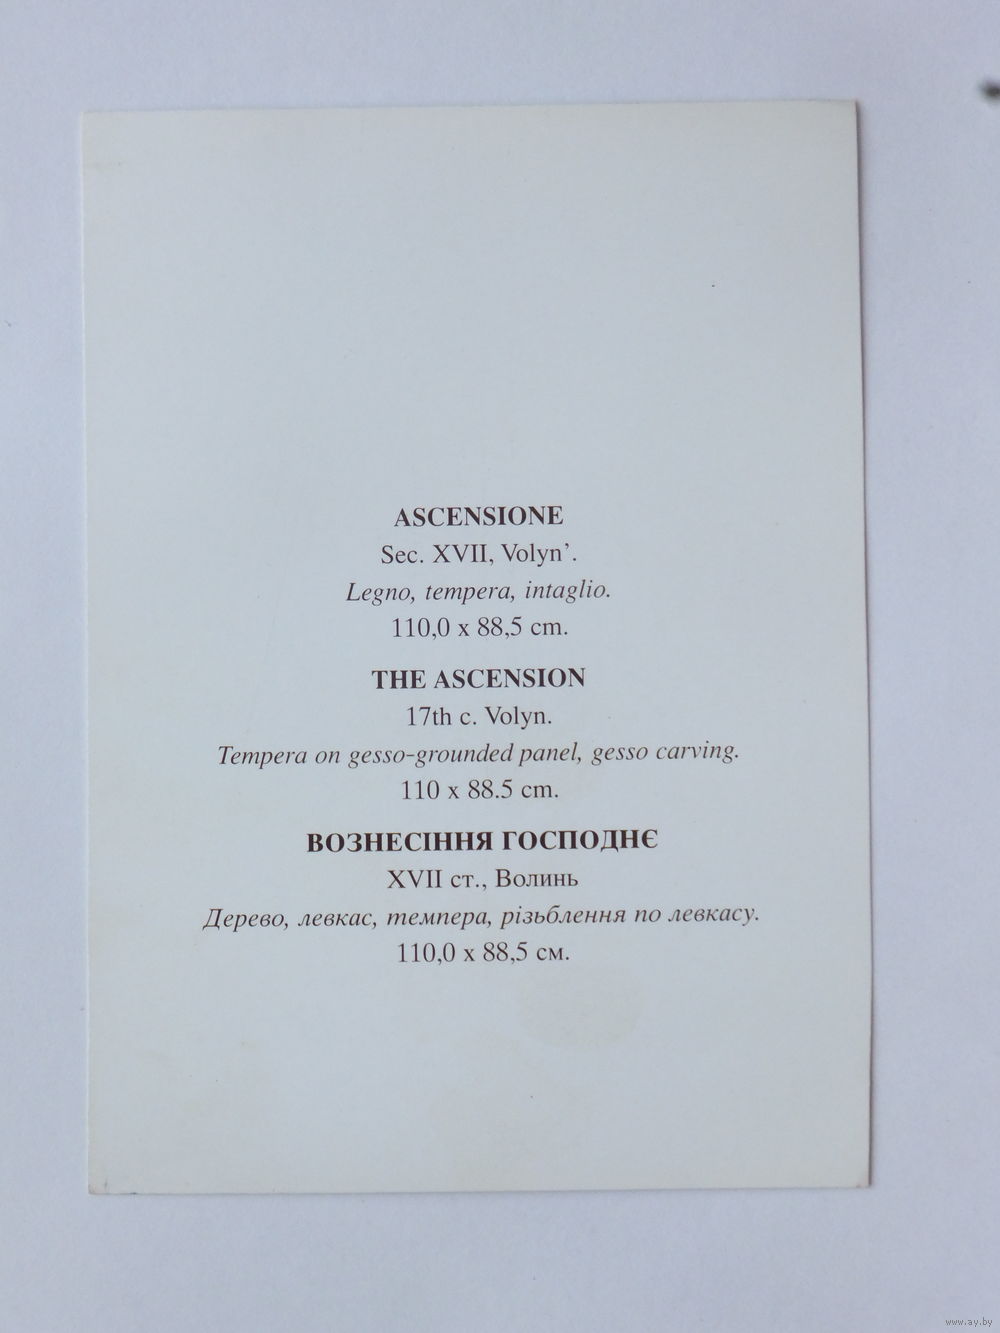 ASCENSIONE
Sec. XVII, Volyn’.
Legno, tempera, intaglio.
110,0 x 88,5 cm.
THE ASCENSION
17th c. Volyn.
Tempera on gesso-grounded panel, gesso carving.
110 x 88.5 cm.
ВОЗНЕСІННЯ ГОСПОДНЄ
XVII ст., Волинь
Дерево, левкас, темпера, різьблення по левкасу.
110,0 х 88,5 см.
www.ay.by